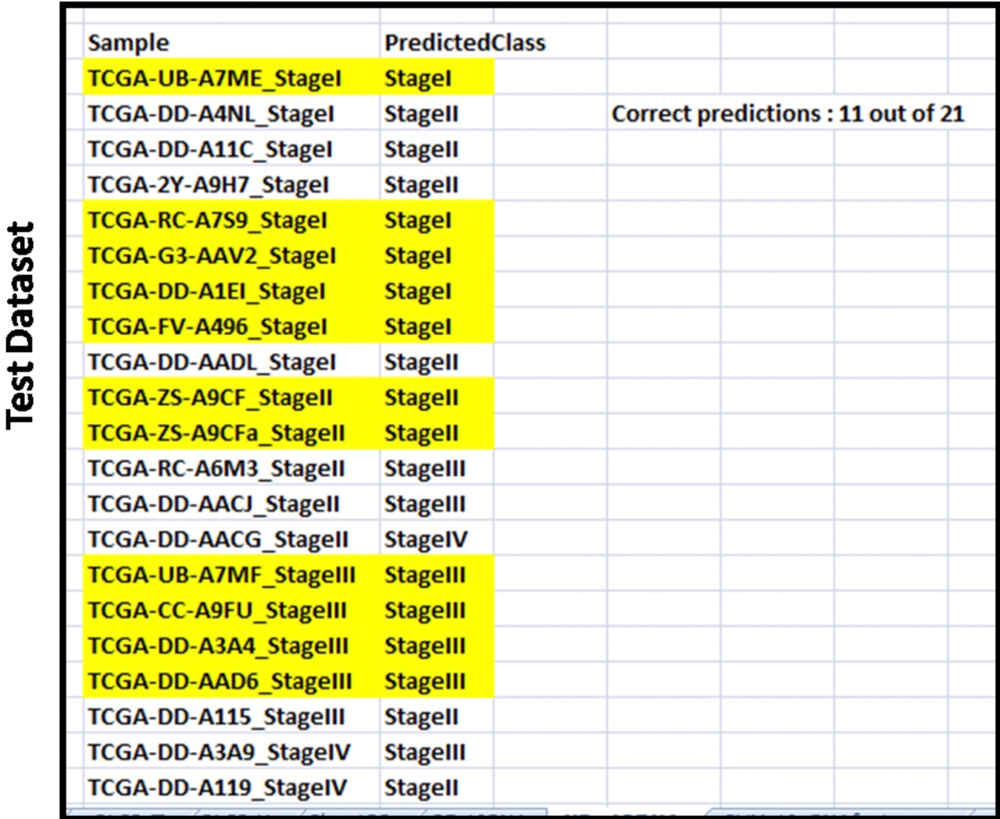 Test Dataset
Sample PredictedClass
TCGA-UB-A7ME_StageI StageI
TCGA-DD-A4NL_StageI StageII Correct predictions : 11 out of 21
TCGA-DD-A11C_StageI StageII
TCGA-2Y-A9H7_StageI StageII
TCGA-RC-A7S9_StageI StageI
TCGA-G3-AAV2_StageI StageI
TCGA-DD-A1EI_StageI StageI
TCGA-FV-A496_StageI StageI
TCGA-DD-AADL_StageI StageII
TCGA-ZS-A9CF_StageII StageII
TCGA-ZS-A9CFa_StageII StageII
TCGA-RC-A6M3_StageII StageIII
TCGA-DD-AACJ_StageII StageIII
TCGA-DD-AACG_StageII StageIV
TCGA-UB-A7MF_StageIII StageIII
TCGA-CC-A9FU_StageIII StageIII
TCGA-DD-A3A4_StageIII StageIII
TCGA-DD-AAD6_StageIII StageIII
TCGA-DD-A115_StageIII StageII
TCGA-DD-A3A9_StageIV StageIII
TCGA-DD-A119_StageIV StageII